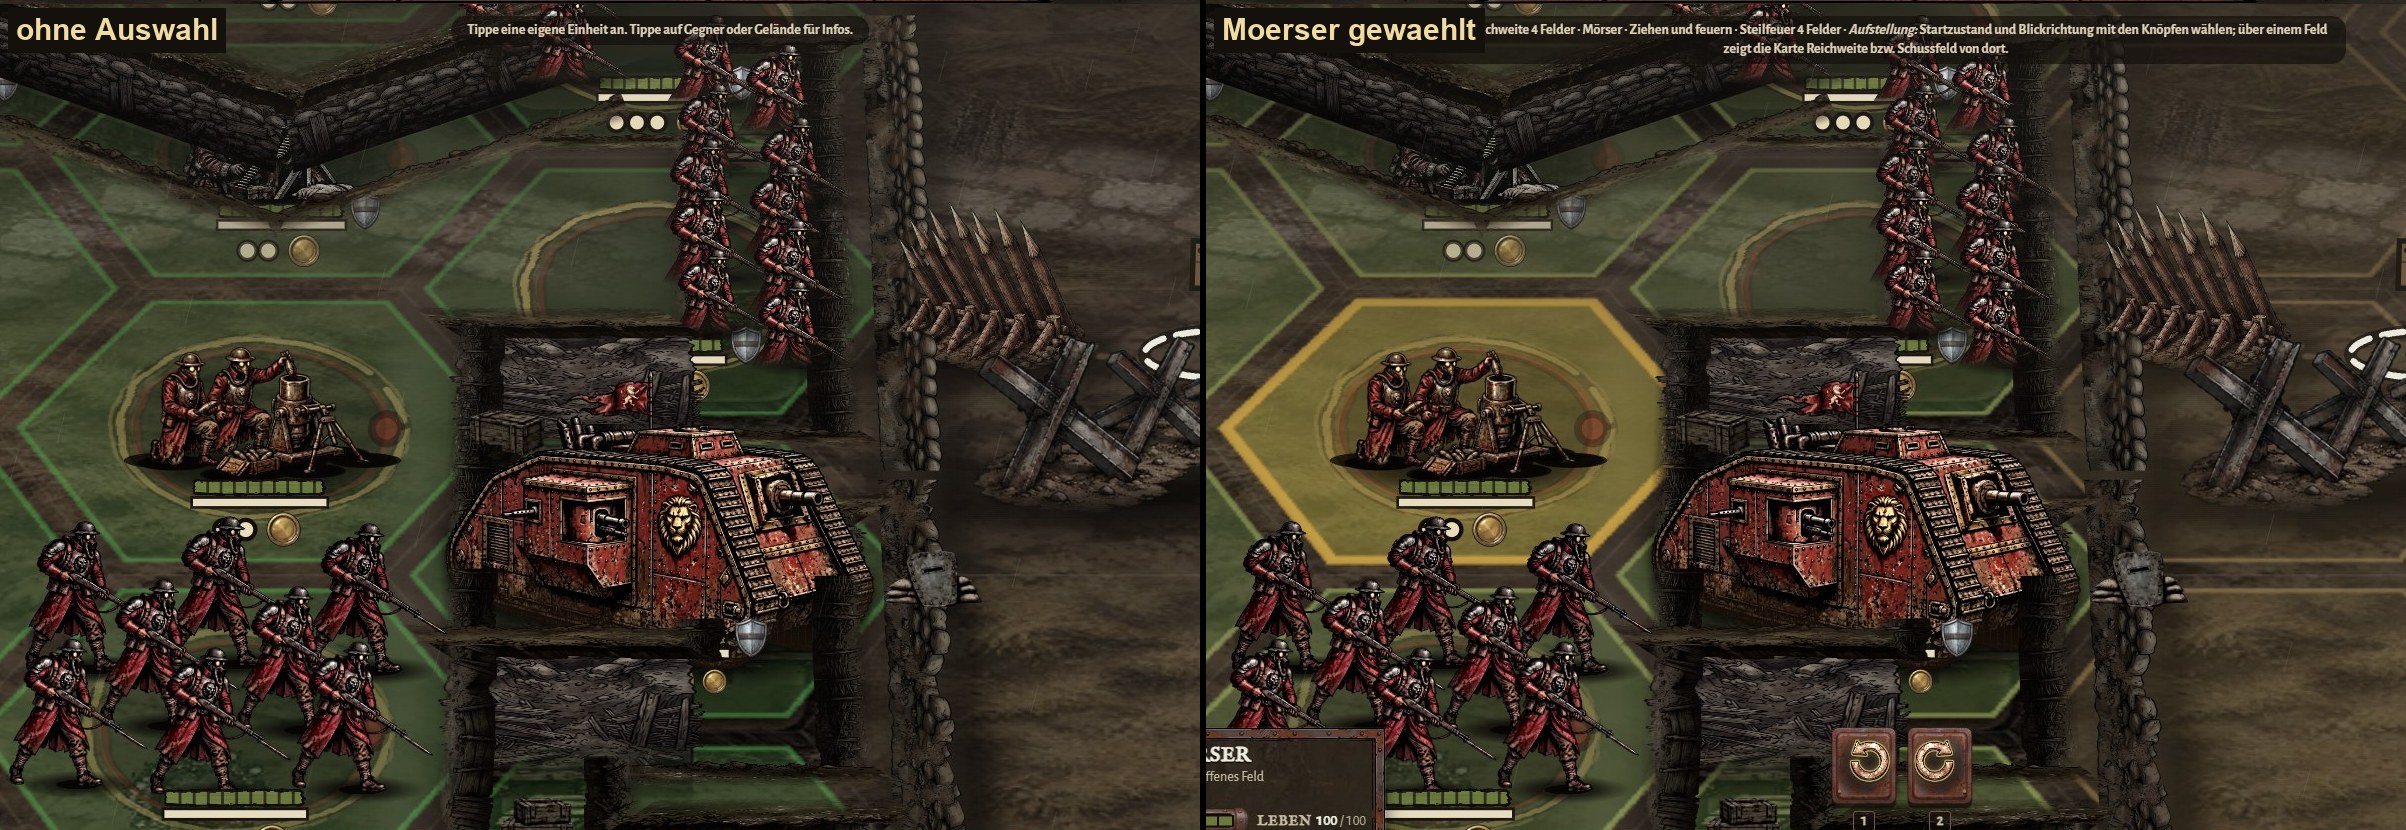 ohne Auswahl
Tippe eine eigene Einheit an. Tippe auf Gegner oder Gelände für Infos.
Moerser gewaehlt
chweite 4 Felder · Mörser · Ziehen und feuern · Steilfeuer 4 Felder · Aufstellung: Startzustand und Blickrichtung mit den Knöpfen wählen; über einem Feld
zeigt die Karte Reichweite bzw. Schussfeld von dort.
RSER
ffenes Feld
LEBEN 100/100
1
2